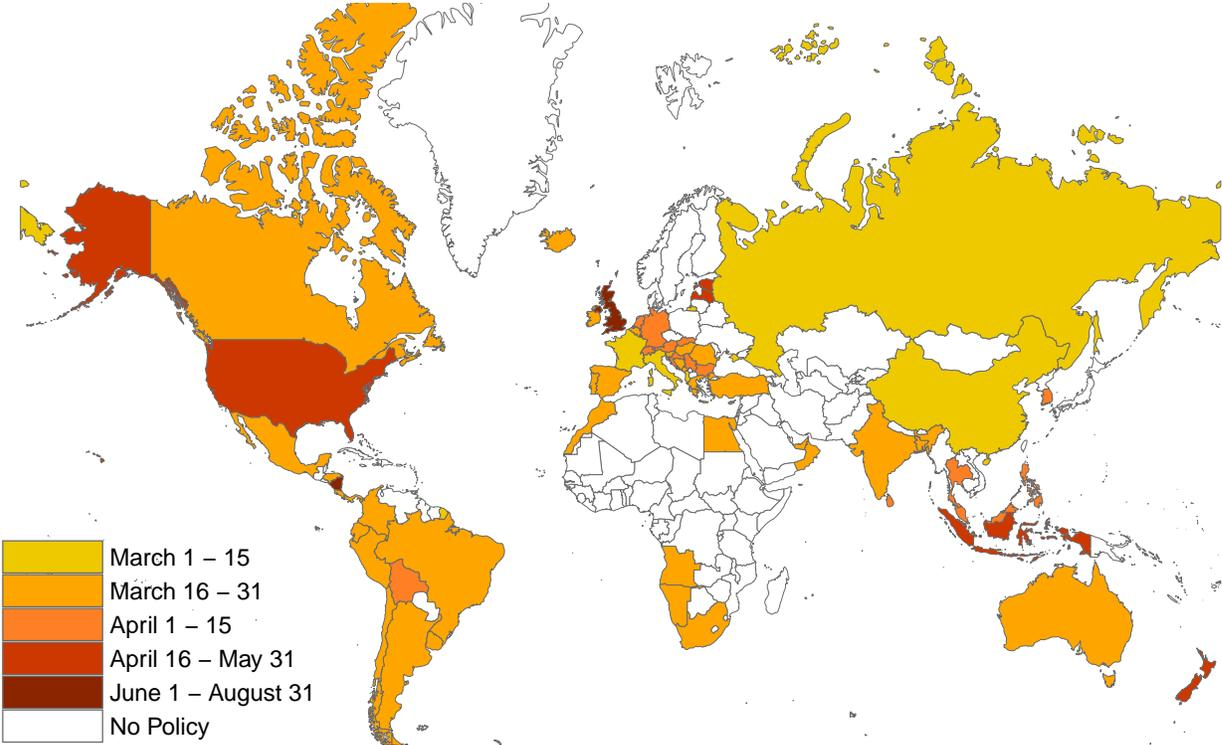 March 1 – 15
March 16 – 31
April 1 – 15
April 16 – May 31
June 1 – August 31
No Policy